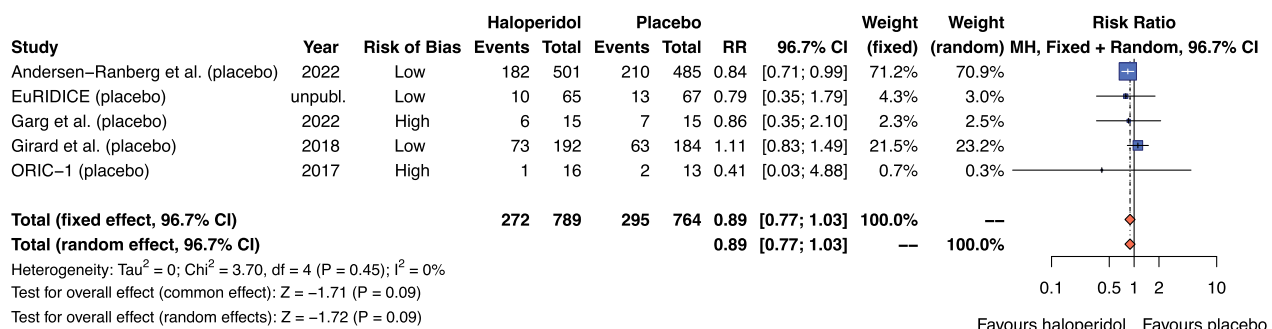 Haloperidol Placebo Weight Weight Risk Ratio
Study Year Risk of Bias Events Total Events Total RR 96.7% CI (fixed) (random) MH, Fixed + Random, 96.7% CI
Andersen−Ranberg et al. (placebo) 2022 Low 182 501 210 485 0.84 [0.71; 0.99] 71.2% 70.9%
EuRIDICE (placebo) unpubl. Low 10 65 13 67 0.79 [0.35; 1.79] 4.3% 3.0%
Garg et al. (placebo) 2022 High 6 15 7 15 0.86 [0.35; 2.10] 2.3% 2.5%
Girard et al. (placebo) 2018 Low 73 192 63 184 1.11 [0.83; 1.49] 21.5% 23.2%
ORIC−1 (placebo) 2017 High 1 16 2 13 0.41 [0.03; 4.88] 0.7% 0.3%
Total (fixed effect, 96.7% CI) 272 789 295 764 0.89 [0.77; 1.03] 100.0% −−
Total (random effect, 96.7% CI) 0.89 [0.77; 1.03] −− 100.0%
Heterogeneity: Tau² = 0; Chi² = 3.70, df = 4 (P = 0.45); I² = 0%
Test for overall effect (common effect): Z = −1.71 (P = 0.09)
0.1 0.5 1 2 10
Test for overall effect (random effects): Z = −1.72 (P = 0.09)
Favours haloperidol Favours placebo